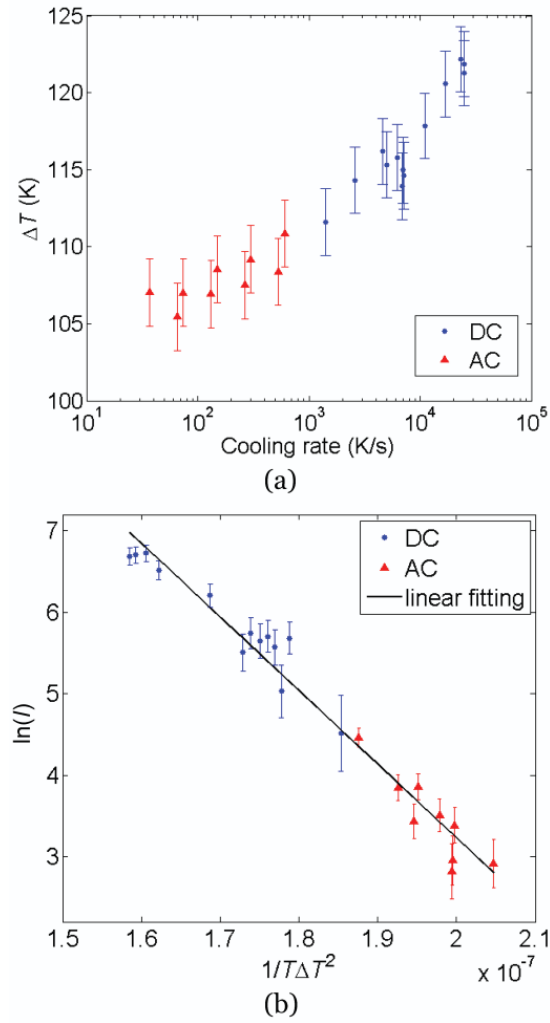 125
120
115
110
105
100
ΔT (K)
DC
AC
10^1 10^2 10^3 10^4 10^5
Cooling rate (K/s)
(a)
7
6
5
4
3
ln(I)
DC
AC
linear fitting
1.5 1.6 1.7 1.8 1.9 2 2.1
1/TΔT^2
x 10^-7
(b)